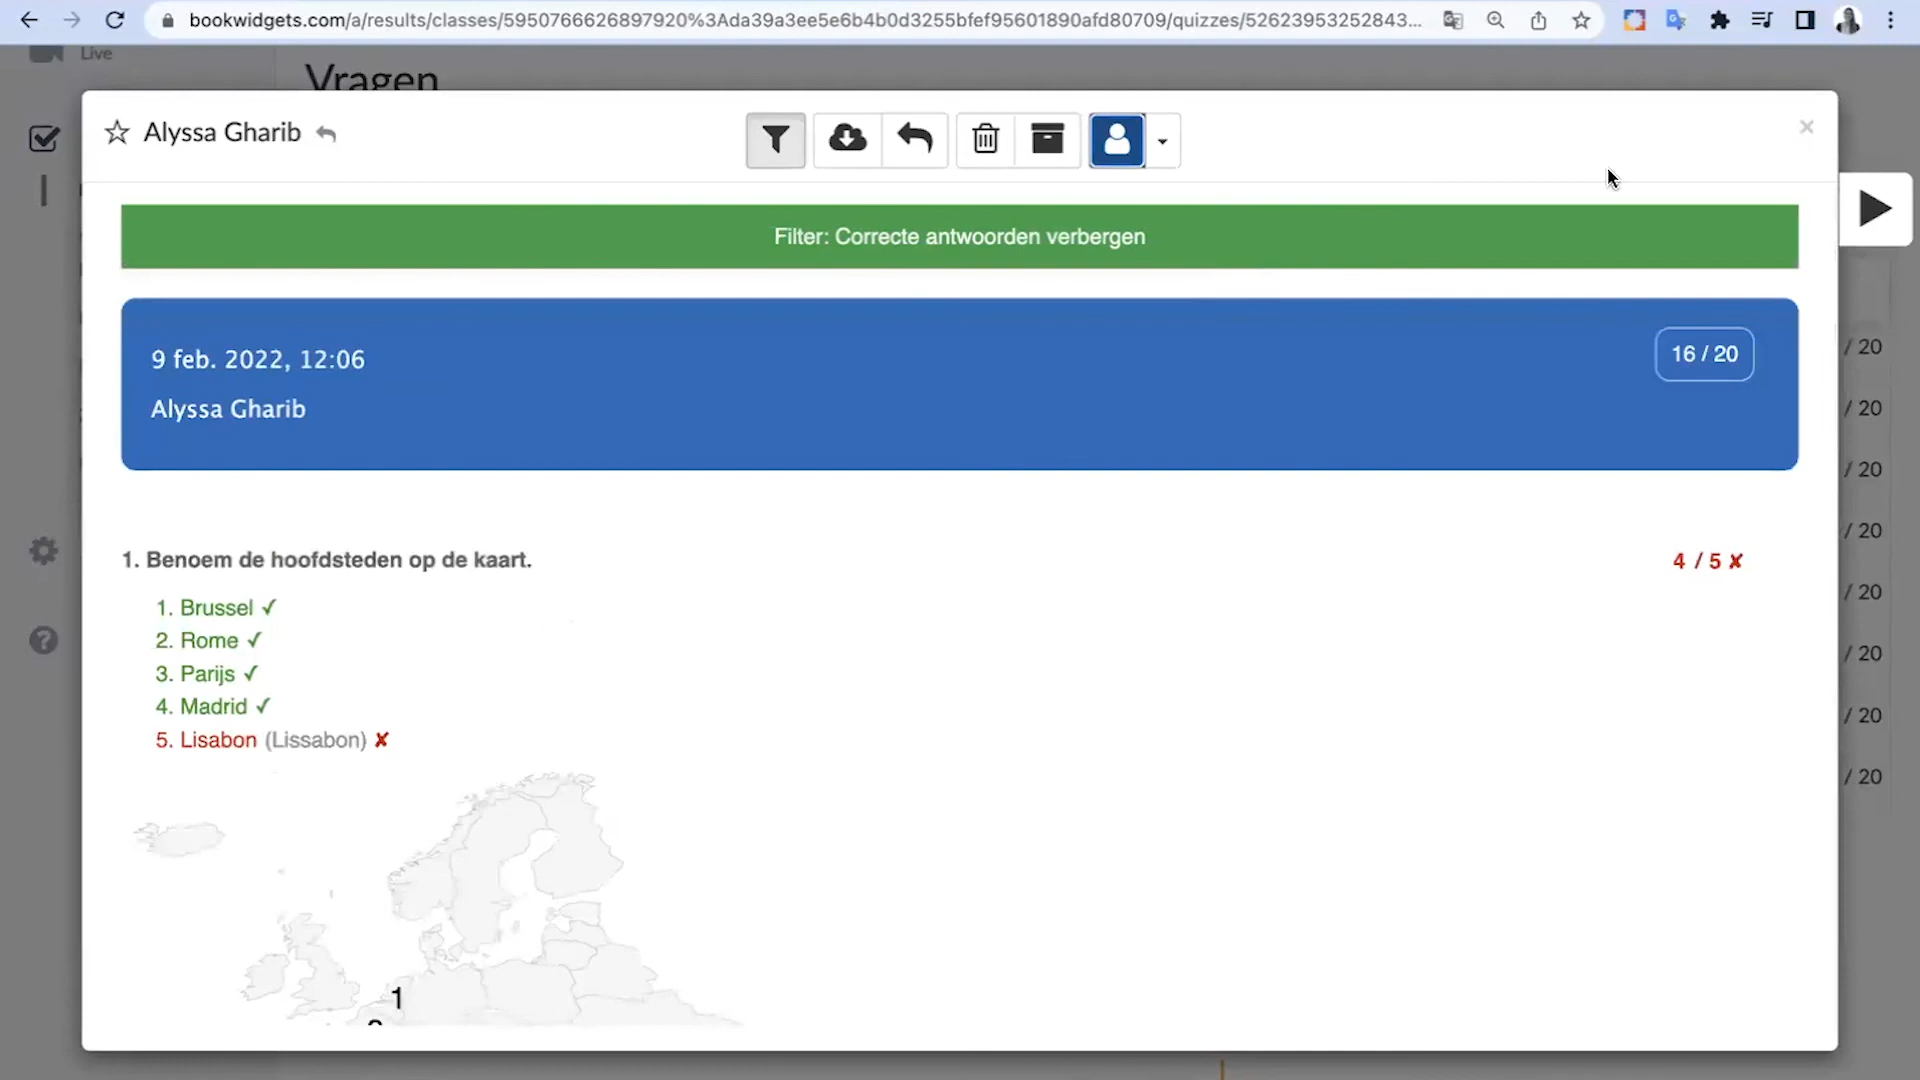 bookwidgets.com/a/results/classes/5950766626897920%3Ada39a3ee5e6b4b0d3255bfef95601890afd80709/quizzes/52623953252843...
Live
Vragen
Alyssa Gharib
Filter: Correcte antwoorden verbergen
9 feb. 2022, 12:06
16 / 20
Alyssa Gharib
/ 20
/ 20
/ 20
/ 20
/ 20
/ 20
/ 20
/ 20
1. Benoem de hoofdsteden op de kaart.
4 / 5 ✘
1. Brussel ✓
2. Rome ✓
3. Parijs ✓
4. Madrid ✓
5. Lisabon (Lissabon) ✘
1